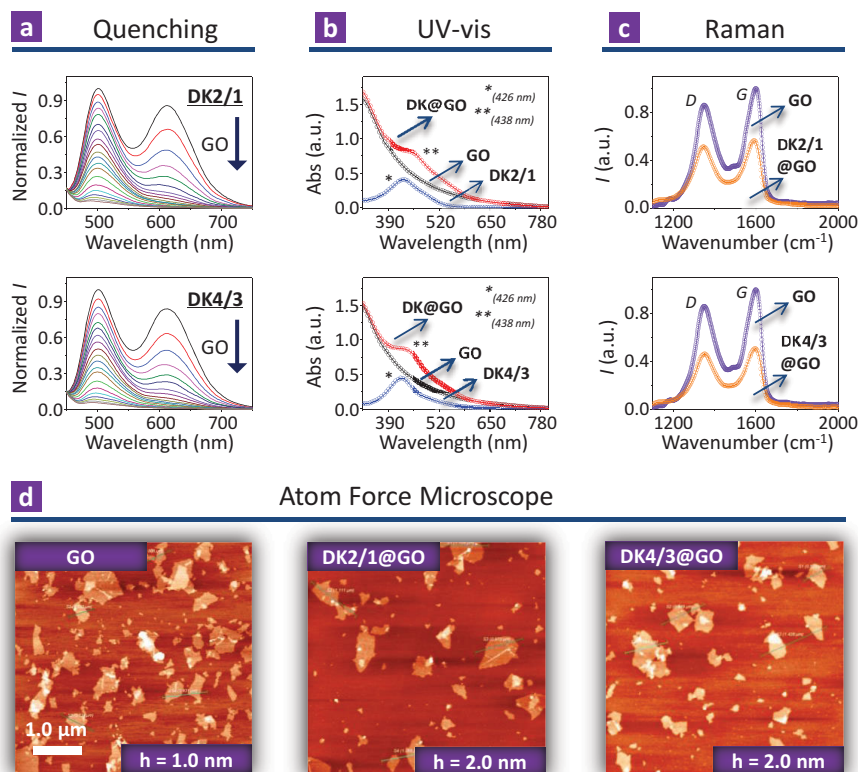 a Quenching
b UV-vis
c Raman
DK2/1
GO
Normalized I
0.9
0.6
0.3
0.0
500 600 700
Wavelength (nm)
*(426 nm)
**(438 nm)
DK@GO
**
GO
*
DK2/1
Abs (a.u.)
1.5
1.0
0.5
0.0
390 520 650 780
Wavelength (nm)
D G
GO
DK2/1
@GO
I (a.u.)
0.8
0.4
0.0
1200 1600 2000
Wavenumber (cm-1)
DK4/3
GO
Normalized I
0.9
0.6
0.3
0.0
500 600 700
Wavelength (nm)
*(426 nm)
**(438 nm)
DK@GO
**
GO
*
DK4/3
Abs (a.u.)
1.5
1.0
0.5
0.0
390 520 650 780
Wavelength (nm)
D G
GO
DK4/3
@GO
I (a.u.)
0.8
0.4
0.0
1200 1600 2000
Wavenumber (cm-1)
d Atom Force Microscope
GO
1.0 μm
h = 1.0 nm
DK2/1@GO
h = 2.0 nm
DK4/3@GO
h = 2.0 nm